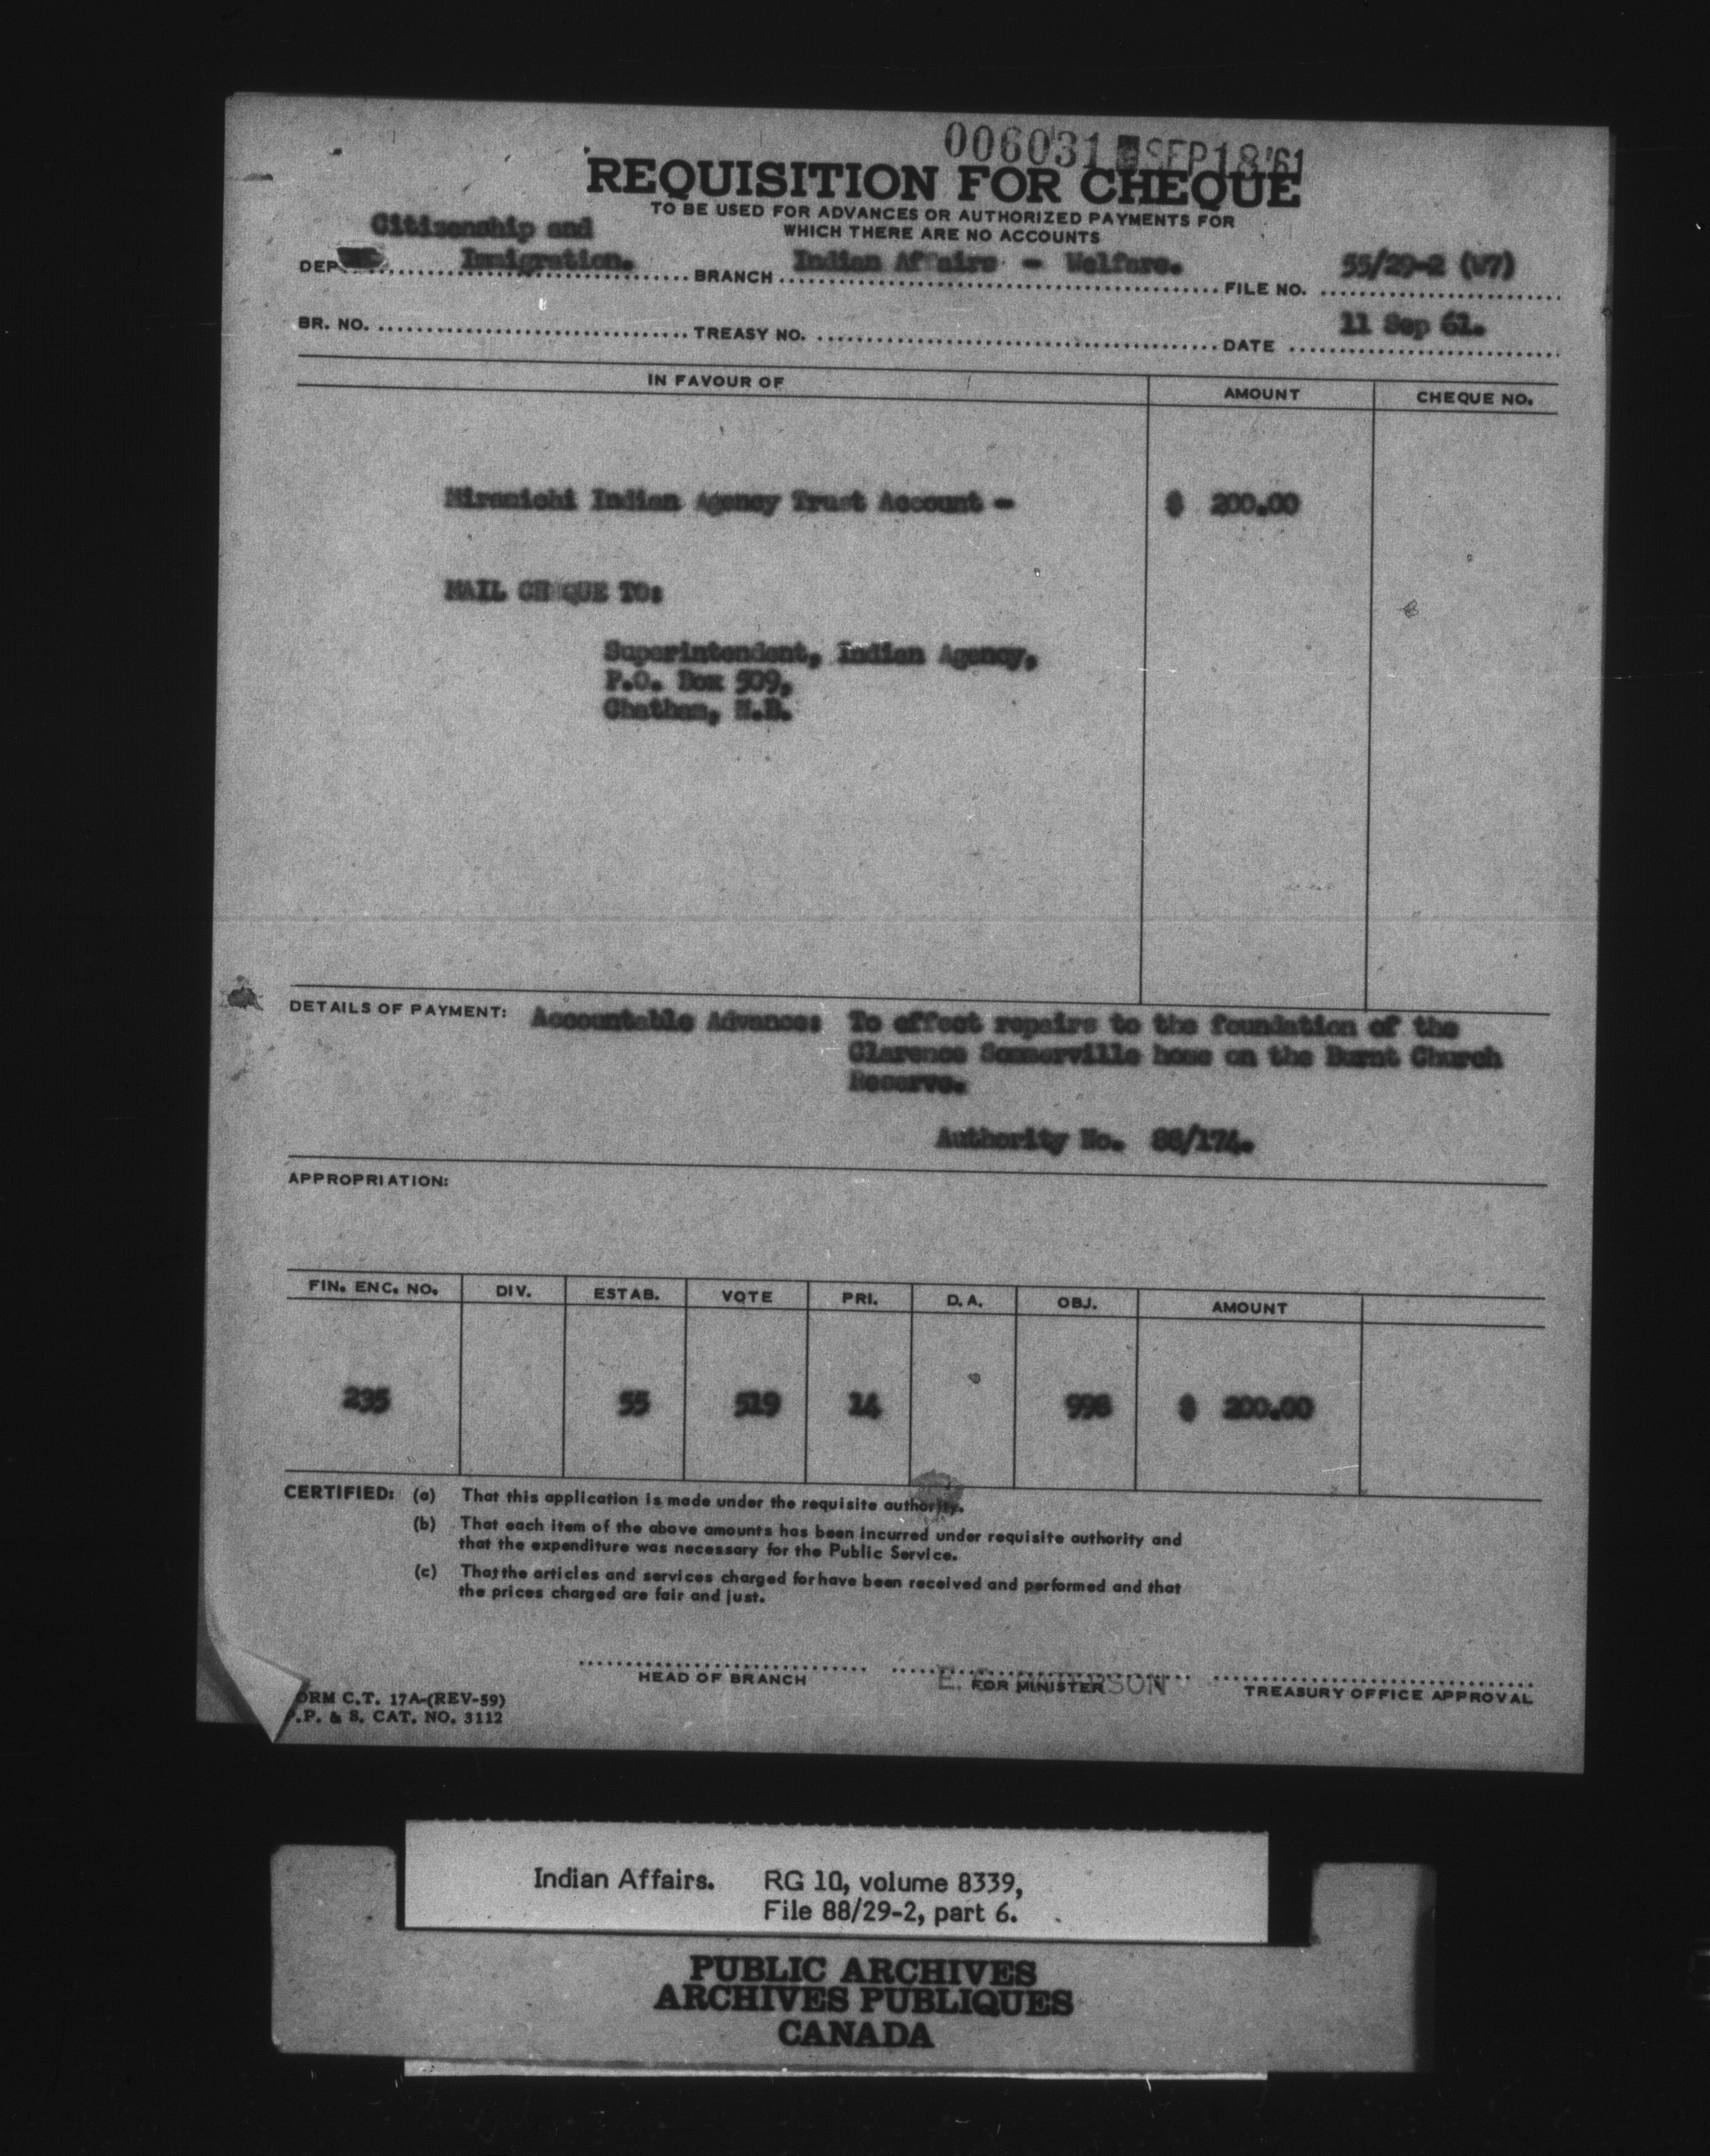 006031 SEP 18 '61
REQUISITION FOR CHEQUE
TO BE USED FOR ADVANCES OR AUTHORIZED PAYMENTS FOR
WHICH THERE ARE NO ACCOUNTS
Citizenship and
DEP Immigration. BRANCH Indian Affairs - Welfare. FILE NO. 55/29-2 (W7)
BR. NO. TREASY NO. DATE 11 Sep 61.
IN FAVOUR OF AMOUNT CHEQUE NO.
Miramichi Indian Agency Trust Account - $ 200.00
MAIL CHEQUE TO:
Superintendent, Indian Agency,
P.O. Box 509,
Chatham, N.B.
DETAILS OF PAYMENT: Accountable Advance: To effect repairs to the foundation of the
Clarence Sommerville home on the Burnt Church
Reserve.
Authority No. 88/174.
APPROPRIATION:
FIN. ENC. NO. DIV. ESTAB. VOTE PRI. D.A. OBJ. AMOUNT
235 55 519 14 998 $ 200.00
CERTIFIED: (a) That this application is made under the requisite authority.
(b) That each item of the above amounts has been incurred under requisite authority and
that the expenditure was necessary for the Public Service.
(c) That the articles and services charged for have been received and performed and that
the prices charged are fair and just.
HEAD OF BRANCH FOR MINISTER TREASURY OFFICE APPROVAL
ORM C.T. 17A-(REV-59)
.P. & S. CAT. NO. 3112
Indian Affairs. RG 10, volume 8339,
File 88/29-2, part 6.
PUBLIC ARCHIVES
ARCHIVES PUBLIQUES
CANADA